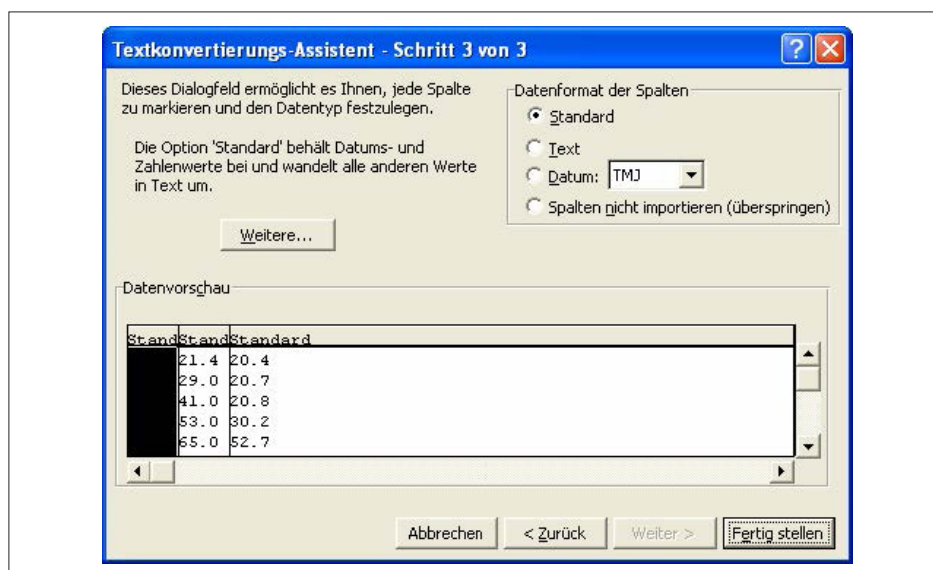 Textkonvertierungs-Assistent - Schritt 3 von 3
Dieses Dialogfeld ermöglicht es Ihnen, jede Spalte
zu markieren und den Datentyp festzulegen.
Die Option 'Standard' behält Datums- und
Zahlenwerte bei und wandelt alle anderen Werte
in Text um.
Weitere...
Datenformat der Spalten
Standard
Text
Datum: TMJ
Spalten nicht importieren (überspringen)
Datenvorschau
Stand Stand Standard
21.4 20.4
29.0 20.7
41.0 20.8
53.0 30.2
65.0 52.7
Abbrechen < Zurück Weiter > Fertig stellen